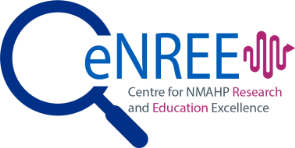 CeNREE
Centre for NMAHP Research
and Education Excellence